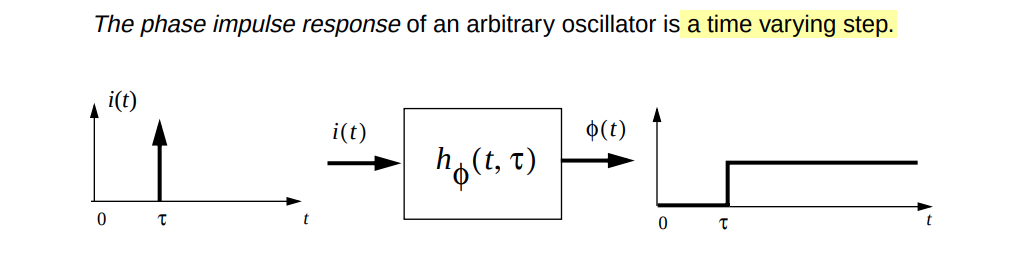 The phase impulse response of an arbitrary oscillator is a time varying step.
i(t)
0
τ
t
i(t)
h_ϕ(t, τ)
ϕ(t)
0
τ
t